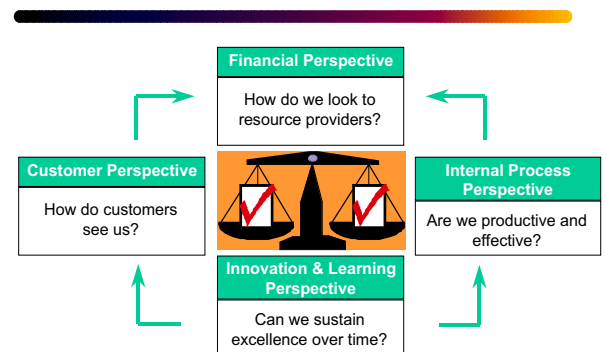 Financial Perspective
How do we look to
resource providers?
Customer Perspective
How do customers
see us?
Internal Process
Perspective
Are we productive and
effective?
Innovation & Learning
Perspective
Can we sustain
excellence over time?